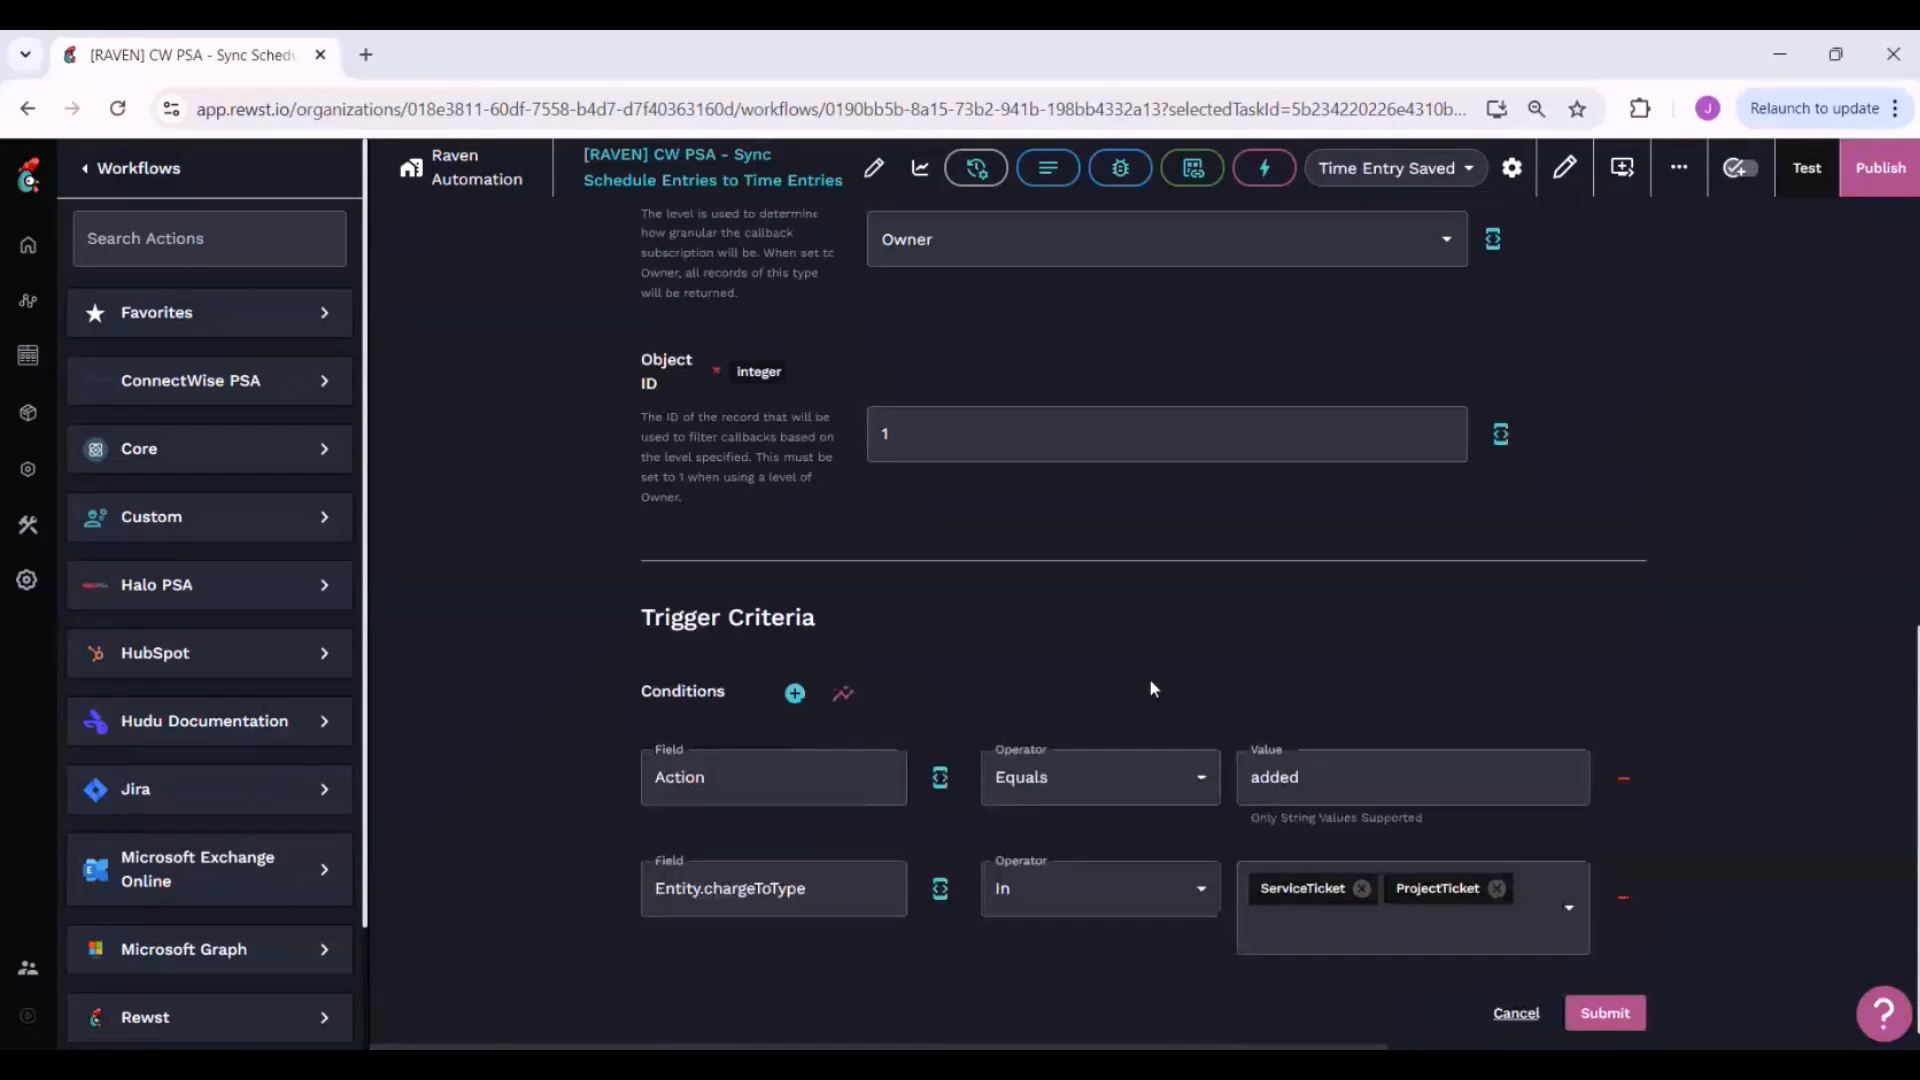 [RAVEN] CW PSA - Sync Schedu
app.rewst.io/organizations/018e3811-60df-7558-b4d7-d7f40363160d/workflows/0190bb5b-8a15-73b2-941b-198bb4332a13?selectedTaskId=5b234220226e4310b...
J
Relaunch to update
Workflows
Raven
Automation
[RAVEN] CW PSA - Sync
Schedule Entries to Time Entries
Time Entry Saved
Test
Publish
Search Actions
Favorites
ConnectWise PSA
Core
Custom
Halo PSA
HubSpot
Hudu Documentation
Jira
Microsoft Exchange
Online
Microsoft Graph
Rewst
The level is used to determine
how granular the callback
subscription will be. When set to
Owner, all records of this type
will be returned.
Owner
Object
ID
* integer
The ID of the record that will be
used to filter callbacks based on
the level specified. This must be
set to 1 when using a level of
Owner.
1
Trigger Criteria
Conditions
Field
Action
Operator
Equals
Value
added
Only String Values Supported
Field
Entity.chargeToType
Operator
In
ServiceTicket
ProjectTicket
Cancel
Submit
?